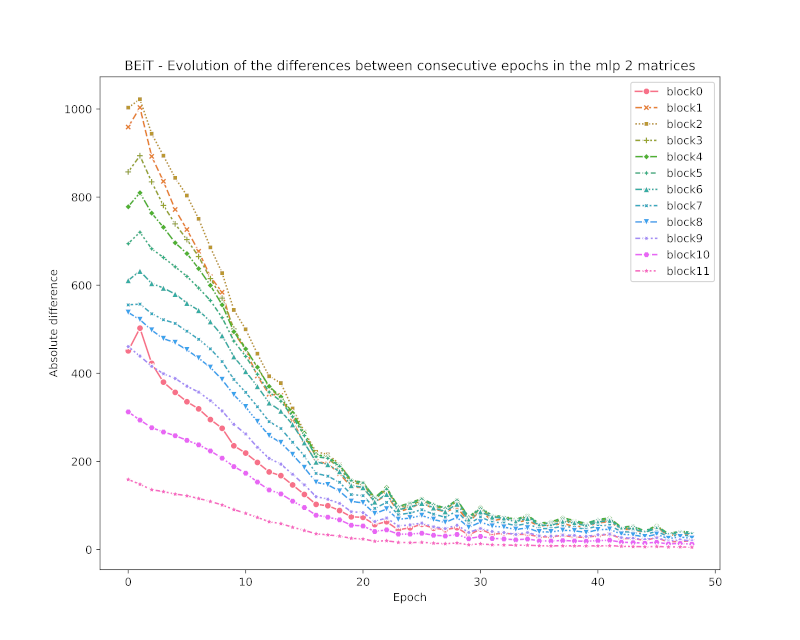 BEiT - Evolution of the differences between consecutive epochs in the mlp 2 matrices
block0
block1
block2
block3
block4
block5
block6
block7
block8
block9
block10
block11
1000
800
600
400
200
0
Absolute difference
0 10 20 30 40 50
Epoch